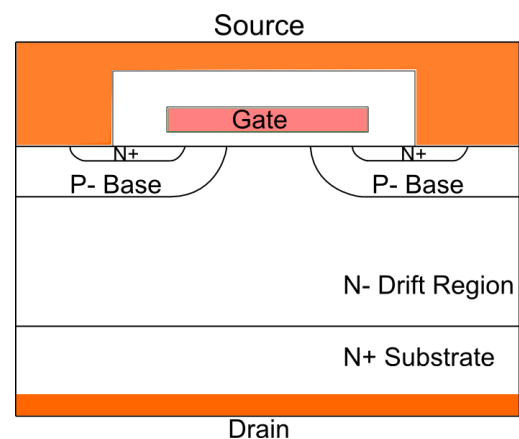 Source
Gate
N+ N+
P- Base P- Base
N- Drift Region
N+ Substrate
Drain